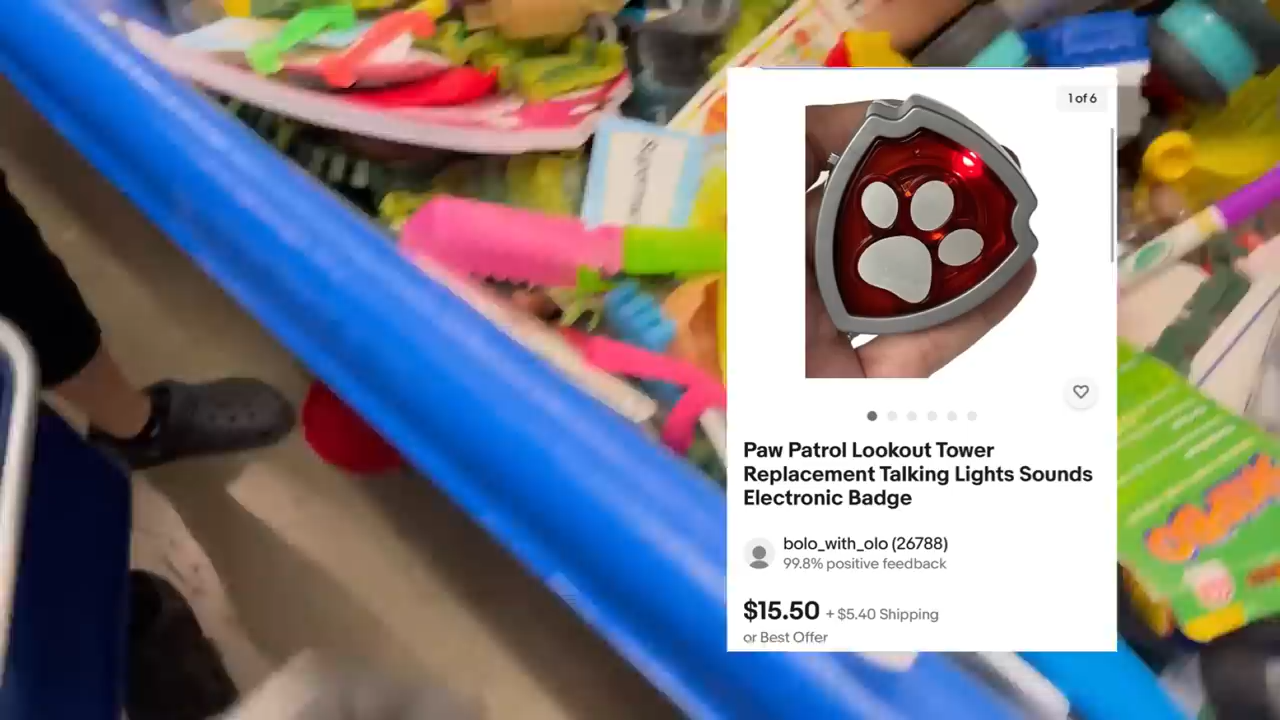 1 of 6
Paw Patrol Lookout Tower
Replacement Talking Lights Sounds
Electronic Badge
bolo_with_olo (26788)
99.8% positive feedback
$15.50 + $5.40 Shipping
or Best Offer